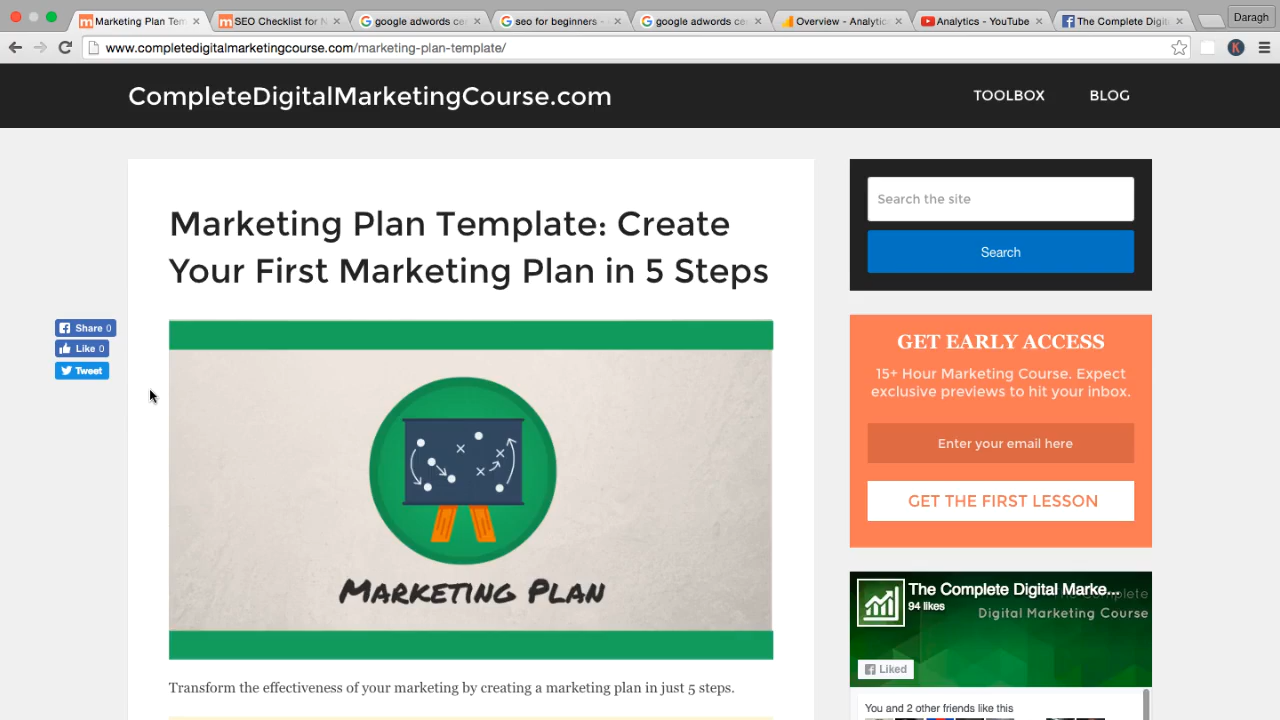 Marketing Plan Tem
SEO Checklist for N
google adwords ce
seo for beginners -
google adwords ce
Overview - Analytic
Analytics - YouTube
The Complete Digit
Daragh
www.completedigitalmarketingcourse.com/marketing-plan-template/
K
CompleteDigitalMarketingCourse.com
TOOLBOX
BLOG
Marketing Plan Template: Create
Your First Marketing Plan in 5 Steps
Share 0
Like 0
Tweet
MARKETING PLAN
Transform the effectiveness of your marketing by creating a marketing plan in just 5 steps.
Search the site
Search
GET EARLY ACCESS
15+ Hour Marketing Course. Expect
exclusive previews to hit your inbox.
Enter your email here
GET THE FIRST LESSON
The Complete Digital Marke...
94 likes
The Complete
Digital Marketing Course
Liked
You and 2 other friends like this